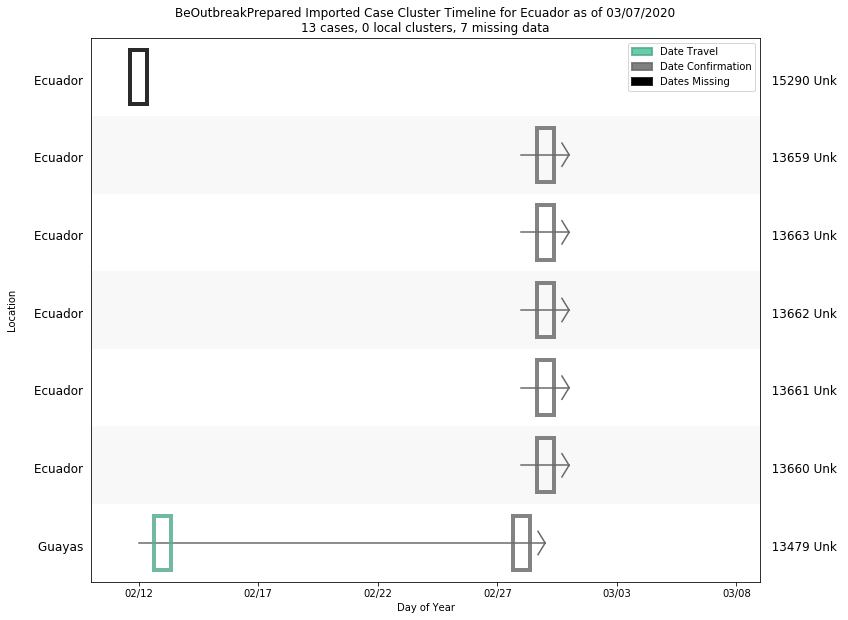 BeOutbreakPrepared Imported Case Cluster Timeline for Ecuador as of 03/07/2020
13 cases, 0 local clusters, 7 missing data
Date Travel
Date Confirmation
Dates Missing
Ecuador 15290 Unk
Ecuador 13659 Unk
Ecuador 13663 Unk
Ecuador 13662 Unk
Ecuador 13661 Unk
Ecuador 13660 Unk
Guayas 13479 Unk
Location
02/12 02/17 02/22 02/27 03/03 03/08
Day of Year